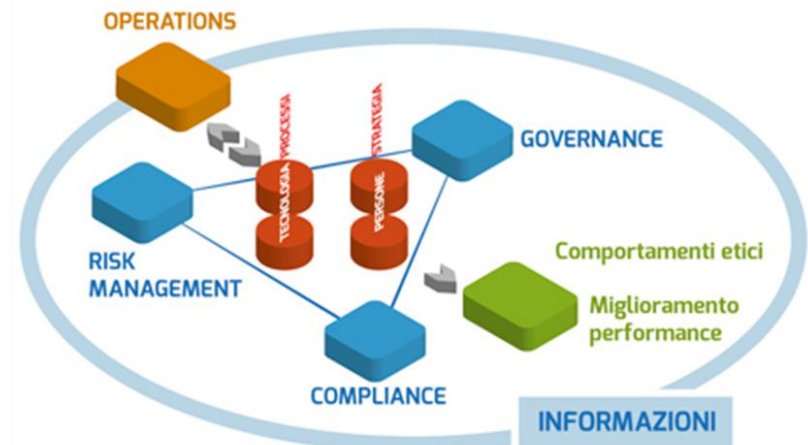 OPERATIONS
PROCESSI
STRATEGIA
GOVERNANCE
TECNOLOGIA
PERSONE
RISK
MANAGEMENT
Comportamenti etici
Miglioramento
performance
COMPLIANCE
INFORMAZIONI